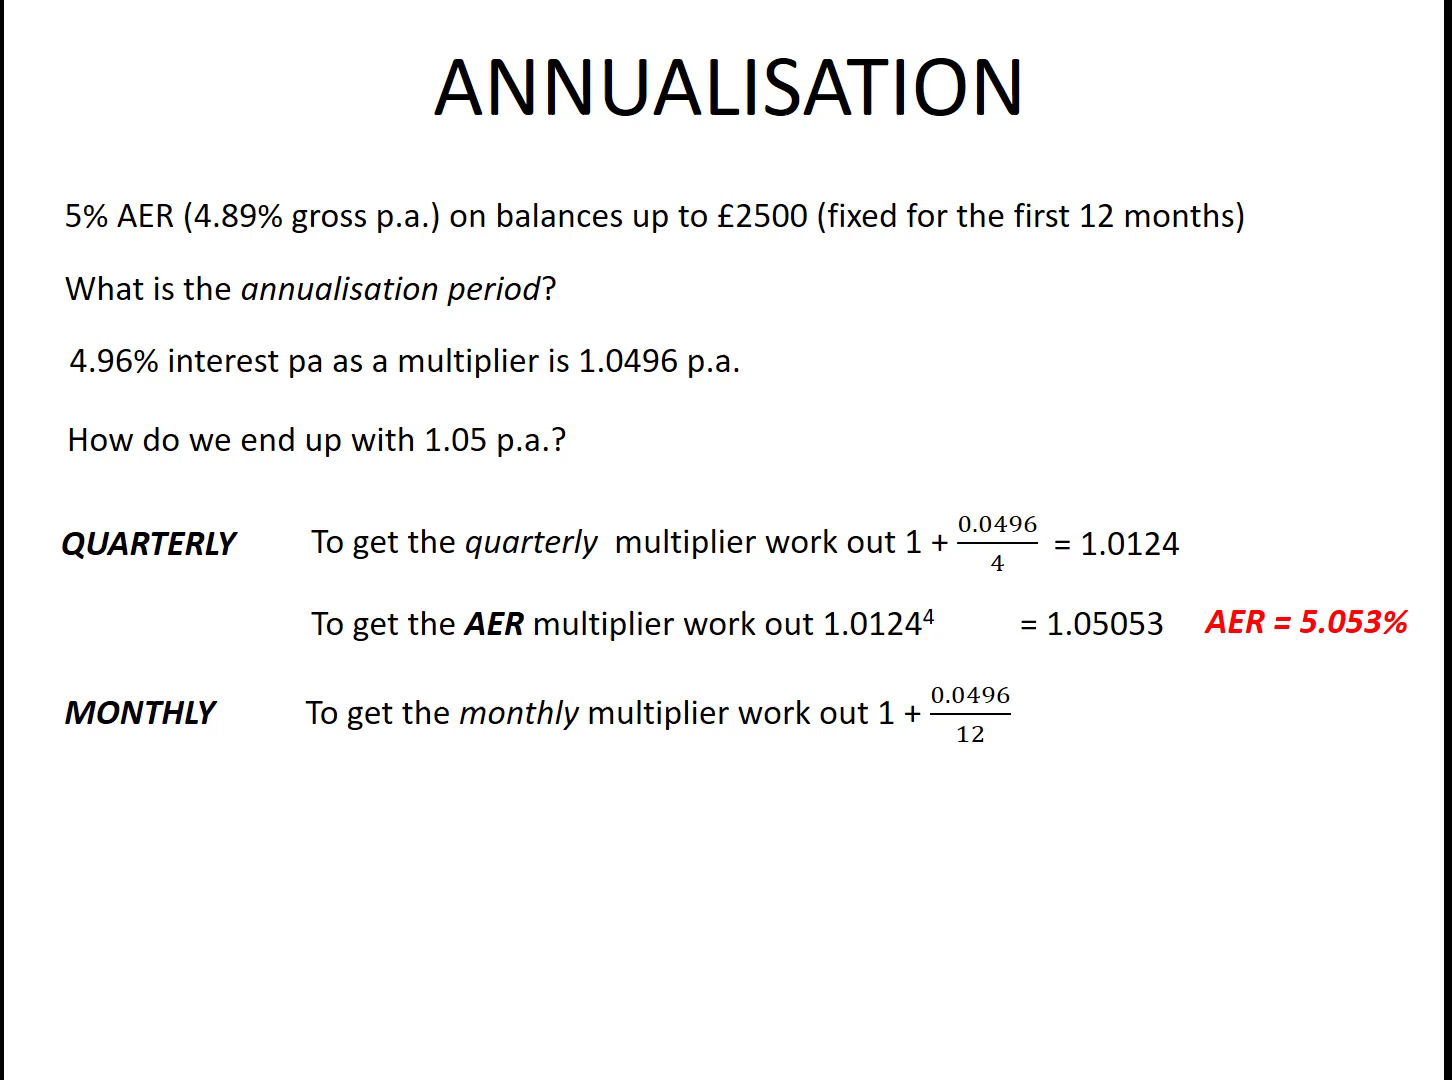 ANNUALISATION
5% AER (4.89% gross p.a.) on balances up to £2500 (fixed for the first 12 months)
What is the annualisation period?
4.96% interest pa as a multiplier is 1.0496 p.a.
How do we end up with 1.05 p.a.?
QUARTERLY To get the quarterly multiplier work out 1 + 0.0496/4 = 1.0124
To get the AER multiplier work out 1.0124⁴ = 1.05053 AER = 5.053%
MONTHLY To get the monthly multiplier work out 1 + 0.0496/12